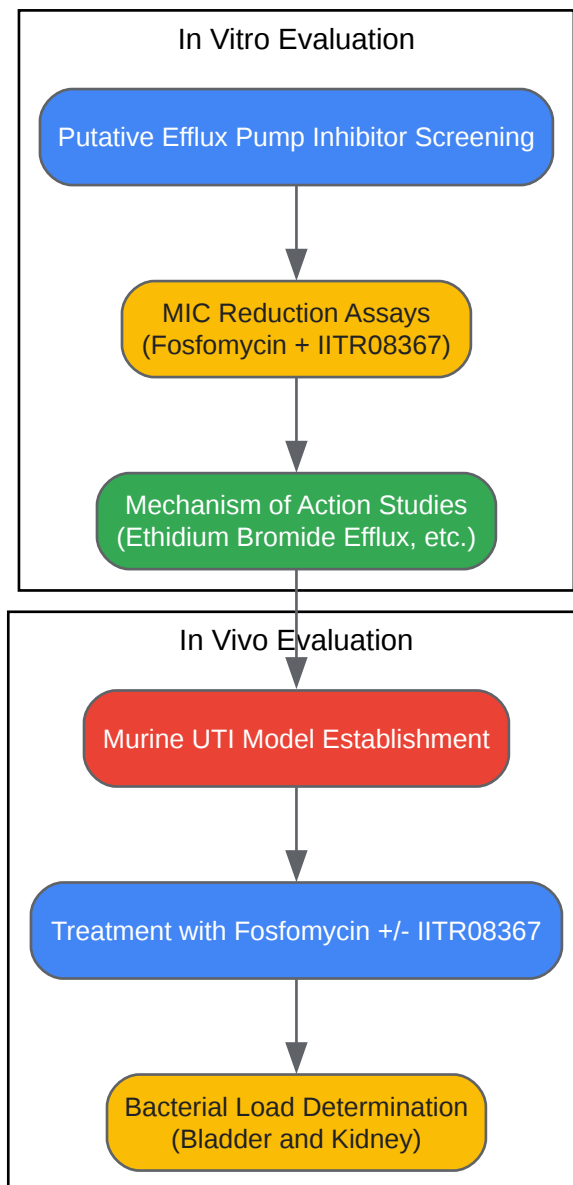 In Vitro Evaluation
Putative Efflux Pump Inhibitor Screening
MIC Reduction Assays
(Fosfomycin + IITR08367)
Mechanism of Action Studies
(Ethidium Bromide Efflux, etc.)
In Vivo Evaluation
Murine UTI Model Establishment
Treatment with Fosfomycin +/- IITR08367
Bacterial Load Determination
(Bladder and Kidney)